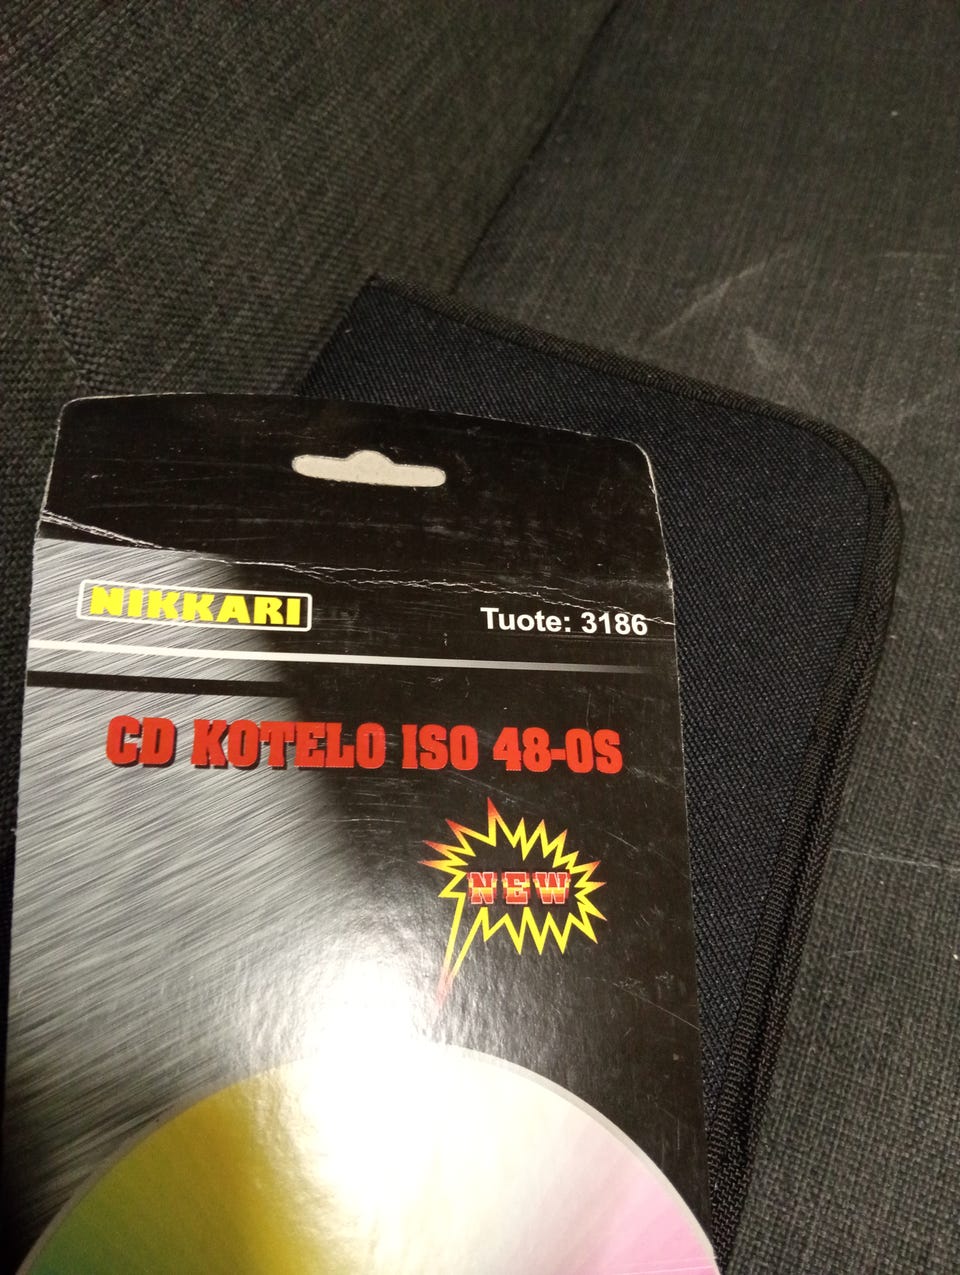 NIKKARI
Tuote: 3186
CD KOTELO ISO 48-OS
NEW